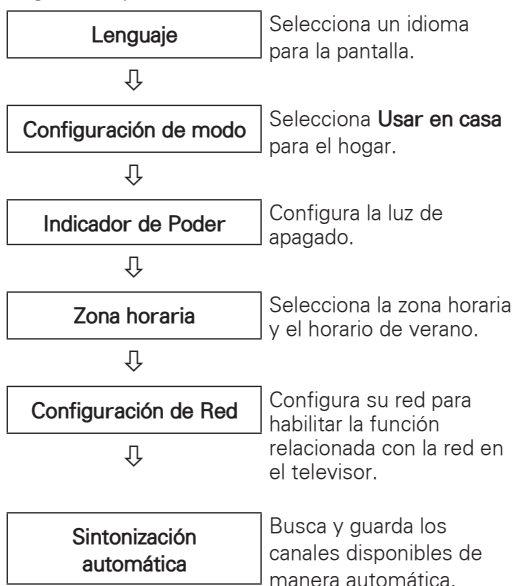 Lenguaje
Selecciona un idioma
para la pantalla.
Configuración de modo
Selecciona Usar en casa
para el hogar.
Indicador de Poder
Configura la luz de
apagado.
Zona horaria
Selecciona la zona horaria
y el horario de verano.
Configuración de Red
Configura su red para
habilitar la función
relacionada con la red en
el televisor.
Sintonización
automática
Busca y guarda los
canales disponibles de
manera automática.